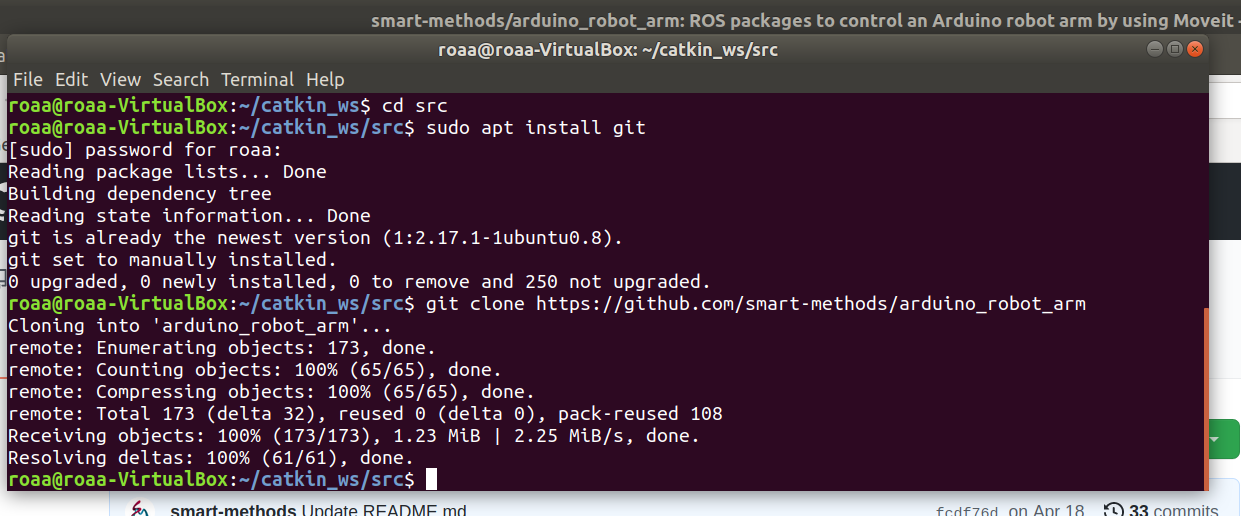 smart-methods/arduino_robot_arm: ROS packages to control an Arduino robot arm by using Moveit -
roaa@roaa-VirtualBox: ~/catkin_ws/src
File Edit View Search Terminal Help
roaa@roaa-VirtualBox:~/catkin_ws$ cd src
roaa@roaa-VirtualBox:~/catkin_ws/src$ sudo apt install git
[sudo] password for roaa:
Reading package lists... Done
Building dependency tree
Reading state information... Done
git is already the newest version (1:2.17.1-1ubuntu0.8).
git set to manually installed.
0 upgraded, 0 newly installed, 0 to remove and 250 not upgraded.
roaa@roaa-VirtualBox:~/catkin_ws/src$ git clone https://github.com/smart-methods/arduino_robot_arm
Cloning into 'arduino_robot_arm'...
remote: Enumerating objects: 173, done.
remote: Counting objects: 100% (65/65), done.
remote: Compressing objects: 100% (65/65), done.
remote: Total 173 (delta 32), reused 0 (delta 0), pack-reused 108
Receiving objects: 100% (173/173), 1.23 MiB | 2.25 MiB/s, done.
Resolving deltas: 100% (61/61), done.
roaa@roaa-VirtualBox:~/catkin_ws/src$
smart-methods Update README.md fcdf76d on Apr 18 33 commits